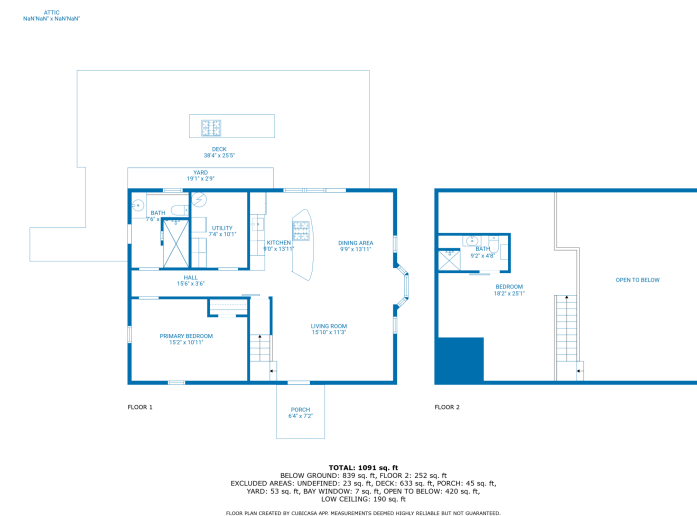 ATTIC
NaN'NaN" x NaN'NaN"
DECK
38'4" x 25'5"
YARD
19'1" x 2'9"
BATH
7'6" x
UTILITY
7'8" x 10'1"
KITCHEN
9'0" x 13'11"
DINING AREA
9'9" x 13'11"
BATH
9'2" x 4'8"
HALL
15'6" x 3'6"
BEDROOM
18'2" x 25'1"
OPEN TO BELOW
PRIMARY BEDROOM
15'2" x 10'11"
LIVING ROOM
15'10" x 11'3"
FLOOR 1
PORCH
6'4" x 7'2"
FLOOR 2
TOTAL: 1091 sq. ft
BELOW GROUND: 839 sq. ft, FLOOR 2: 252 sq. ft
EXCLUDED AREAS: UNDEFINED: 23 sq. ft, DECK: 633 sq. ft, PORCH: 45 sq. ft,
YARD: 53 sq. ft, BAY WINDOW: 7 sq. ft, OPEN TO BELOW: 420 sq. ft,
LOW CEILING: 190 sq. ft
FLOOR PLAN CREATED BY CUBICASA APP. MEASUREMENTS DEEMED HIGHLY RELIABLE BUT NOT GUARANTEED.